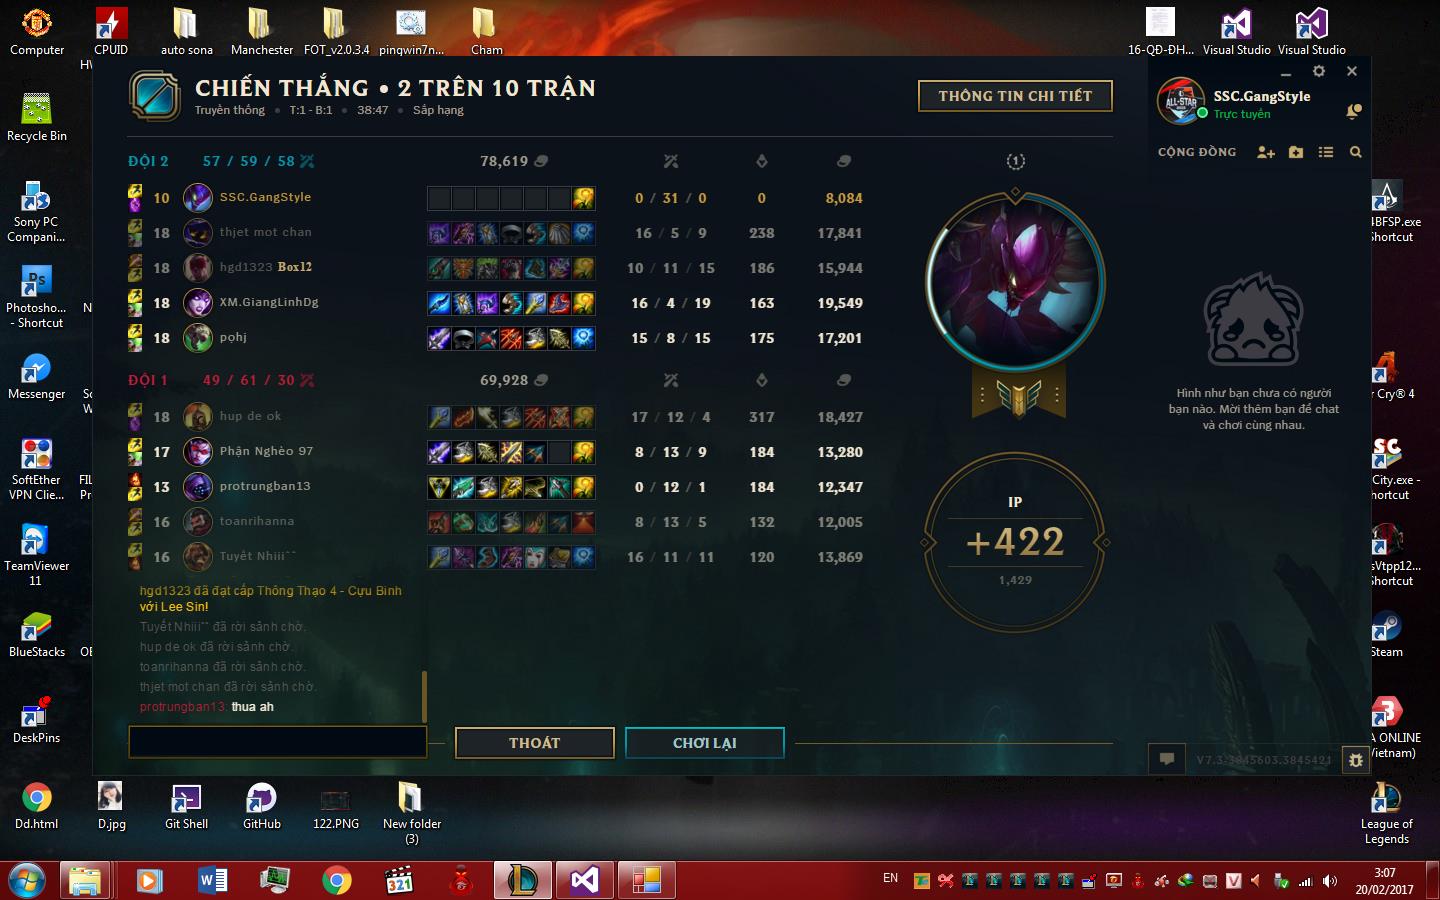 Computer
CPUID
auto sona
Manchester
FOT_v2.0.3.4
pingwin7n...
Cham
16-QĐ-ĐH...
Visual Studio
Visual Studio
CHIẾN THẮNG • 2 TRÊN 10 TRẬN
Truyền thống • T:1 - B:1 • 38:47 • Sắp hạng
THÔNG TIN CHI TIẾT
SSC.GangStyle
Trực tuyến
CỘNG ĐỒNG
Recycle Bin
ĐỘI 2 57 / 59 / 58 78,619
10 SSC.GangStyle 0 / 31 / 0 0 8,084
18 thjet mot chan 16 / 5 / 9 238 17,841
18 hgd1323 Box12 10 / 11 / 15 186 15,944
18 XM.GiangLinhDg 16 / 4 / 19 163 19,549
18 pohj 15 / 8 / 15 175 17,201
ĐỘI 1 49 / 61 / 30 69,928
18 hup de ok 17 / 12 / 4 317 18,427
17 Phận Nghèo 97 8 / 13 / 9 184 13,280
13 protrungban13 0 / 12 / 1 184 12,347
16 toanrihanna 8 / 13 / 5 132 12,005
16 Tuyết Nhiii^^ 16 / 11 / 11 120 13,869
1
IP
+422
1,429
Hình như bạn chưa có người
bạn nào. Mời thêm bạn để chat
và chơi cùng nhau.
hgd1323 đã đạt cấp Thông Thạo 4 - Cựu Binh
với Lee Sin!
Tuyết Nhiii^^ đã rời sảnh chờ.
hup de ok đã rời sảnh chờ.
toanrihanna đã rời sảnh chờ.
thjet mot chan đã rời sảnh chờ.
protrungban13: thua ah
THOÁT
CHƠI LẠI
V7.3.3845603.3845421
Sony PC
Compani...
Photosho...
- Shortcut
Messenger
SoftEther
VPN Clie...
TeamViewer
11
BlueStacks
DeskPins
4BFSP.exe
Shortcut
r Cry® 4
City.exe -
hortcut
sVtpp12...
Shortcut
Steam
A ONLINE
Vietnam)
League of
Legends
Dd.html
D.jpg
Git Shell
GitHub
122.PNG
New folder
(3)
321
EN
3:07
20/02/2017